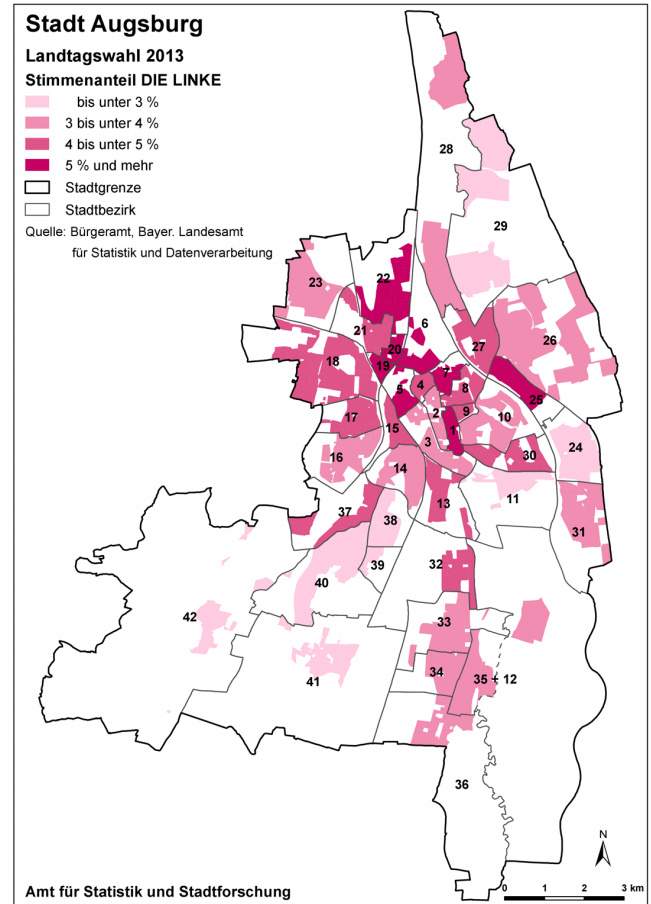 Stadt Augsburg
Landtagswahl 2013
Stimmenanteil DIE LINKE
bis unter 3 %
3 bis unter 4 %
4 bis unter 5 %
5 % und mehr
Stadtgrenze
Stadtbezirk
Quelle: Bürgeramt, Bayer. Landesamt
für Statistik und Datenverarbeitung
28
29
22
23
6
21
20
27
26
18
19
7
4
5
8
25
2
9
17
10
1
15
3
24
16
30
14
11
13
37
38
31
39
32
40
42
33
34
35 + 12
41
36
N
Amt für Statistik und Stadtforschung
0 1 2 3 km